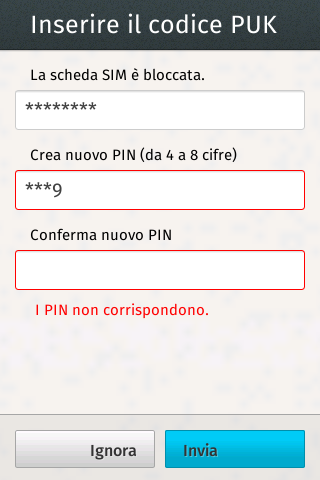 Inserire il codice PUK
La scheda SIM è bloccata.
********
Crea nuovo PIN (da 4 a 8 cifre)
***9
Conferma nuovo PIN
I PIN non corrispondono.
Ignora
Invia